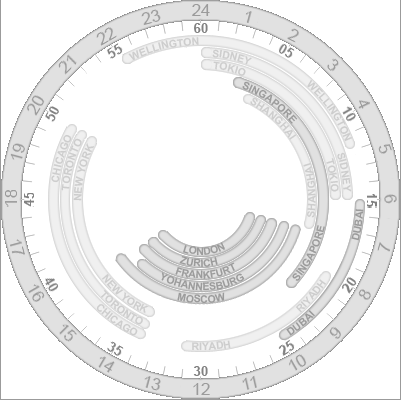 24
1
2
3
4
5
6
7
8
9
10
11
12
13
14
15
16
17
18
19
20
21
22
23
60
05
10
15
20
25
30
35
40
45
50
55
WELLINGTON
WELLINGTON
SIDNEY
SIDNEY
TOKIO
TOKIO
SINGAPORE
SINGAPORE
SHANGHAI
SHANGHAI
DUBAI
DUBAI
RIYADH
RIYADH
LONDON
ZURICH
FRANKFURT
YOHANNESBURG
MOSCOW
CHICAGO
TORONTO
NEW YORK
NEW YORK
TORONTO
CHICAGO